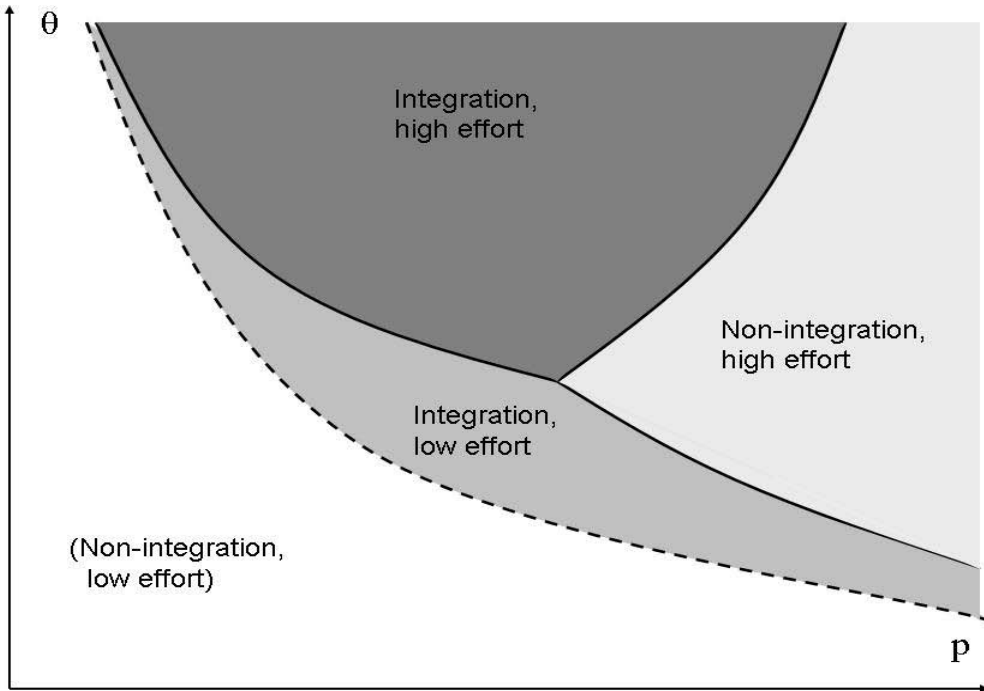 θ
Integration,
high effort
Non-integration,
high effort
Integration,
low effort
(Non-integration,
low effort)
p